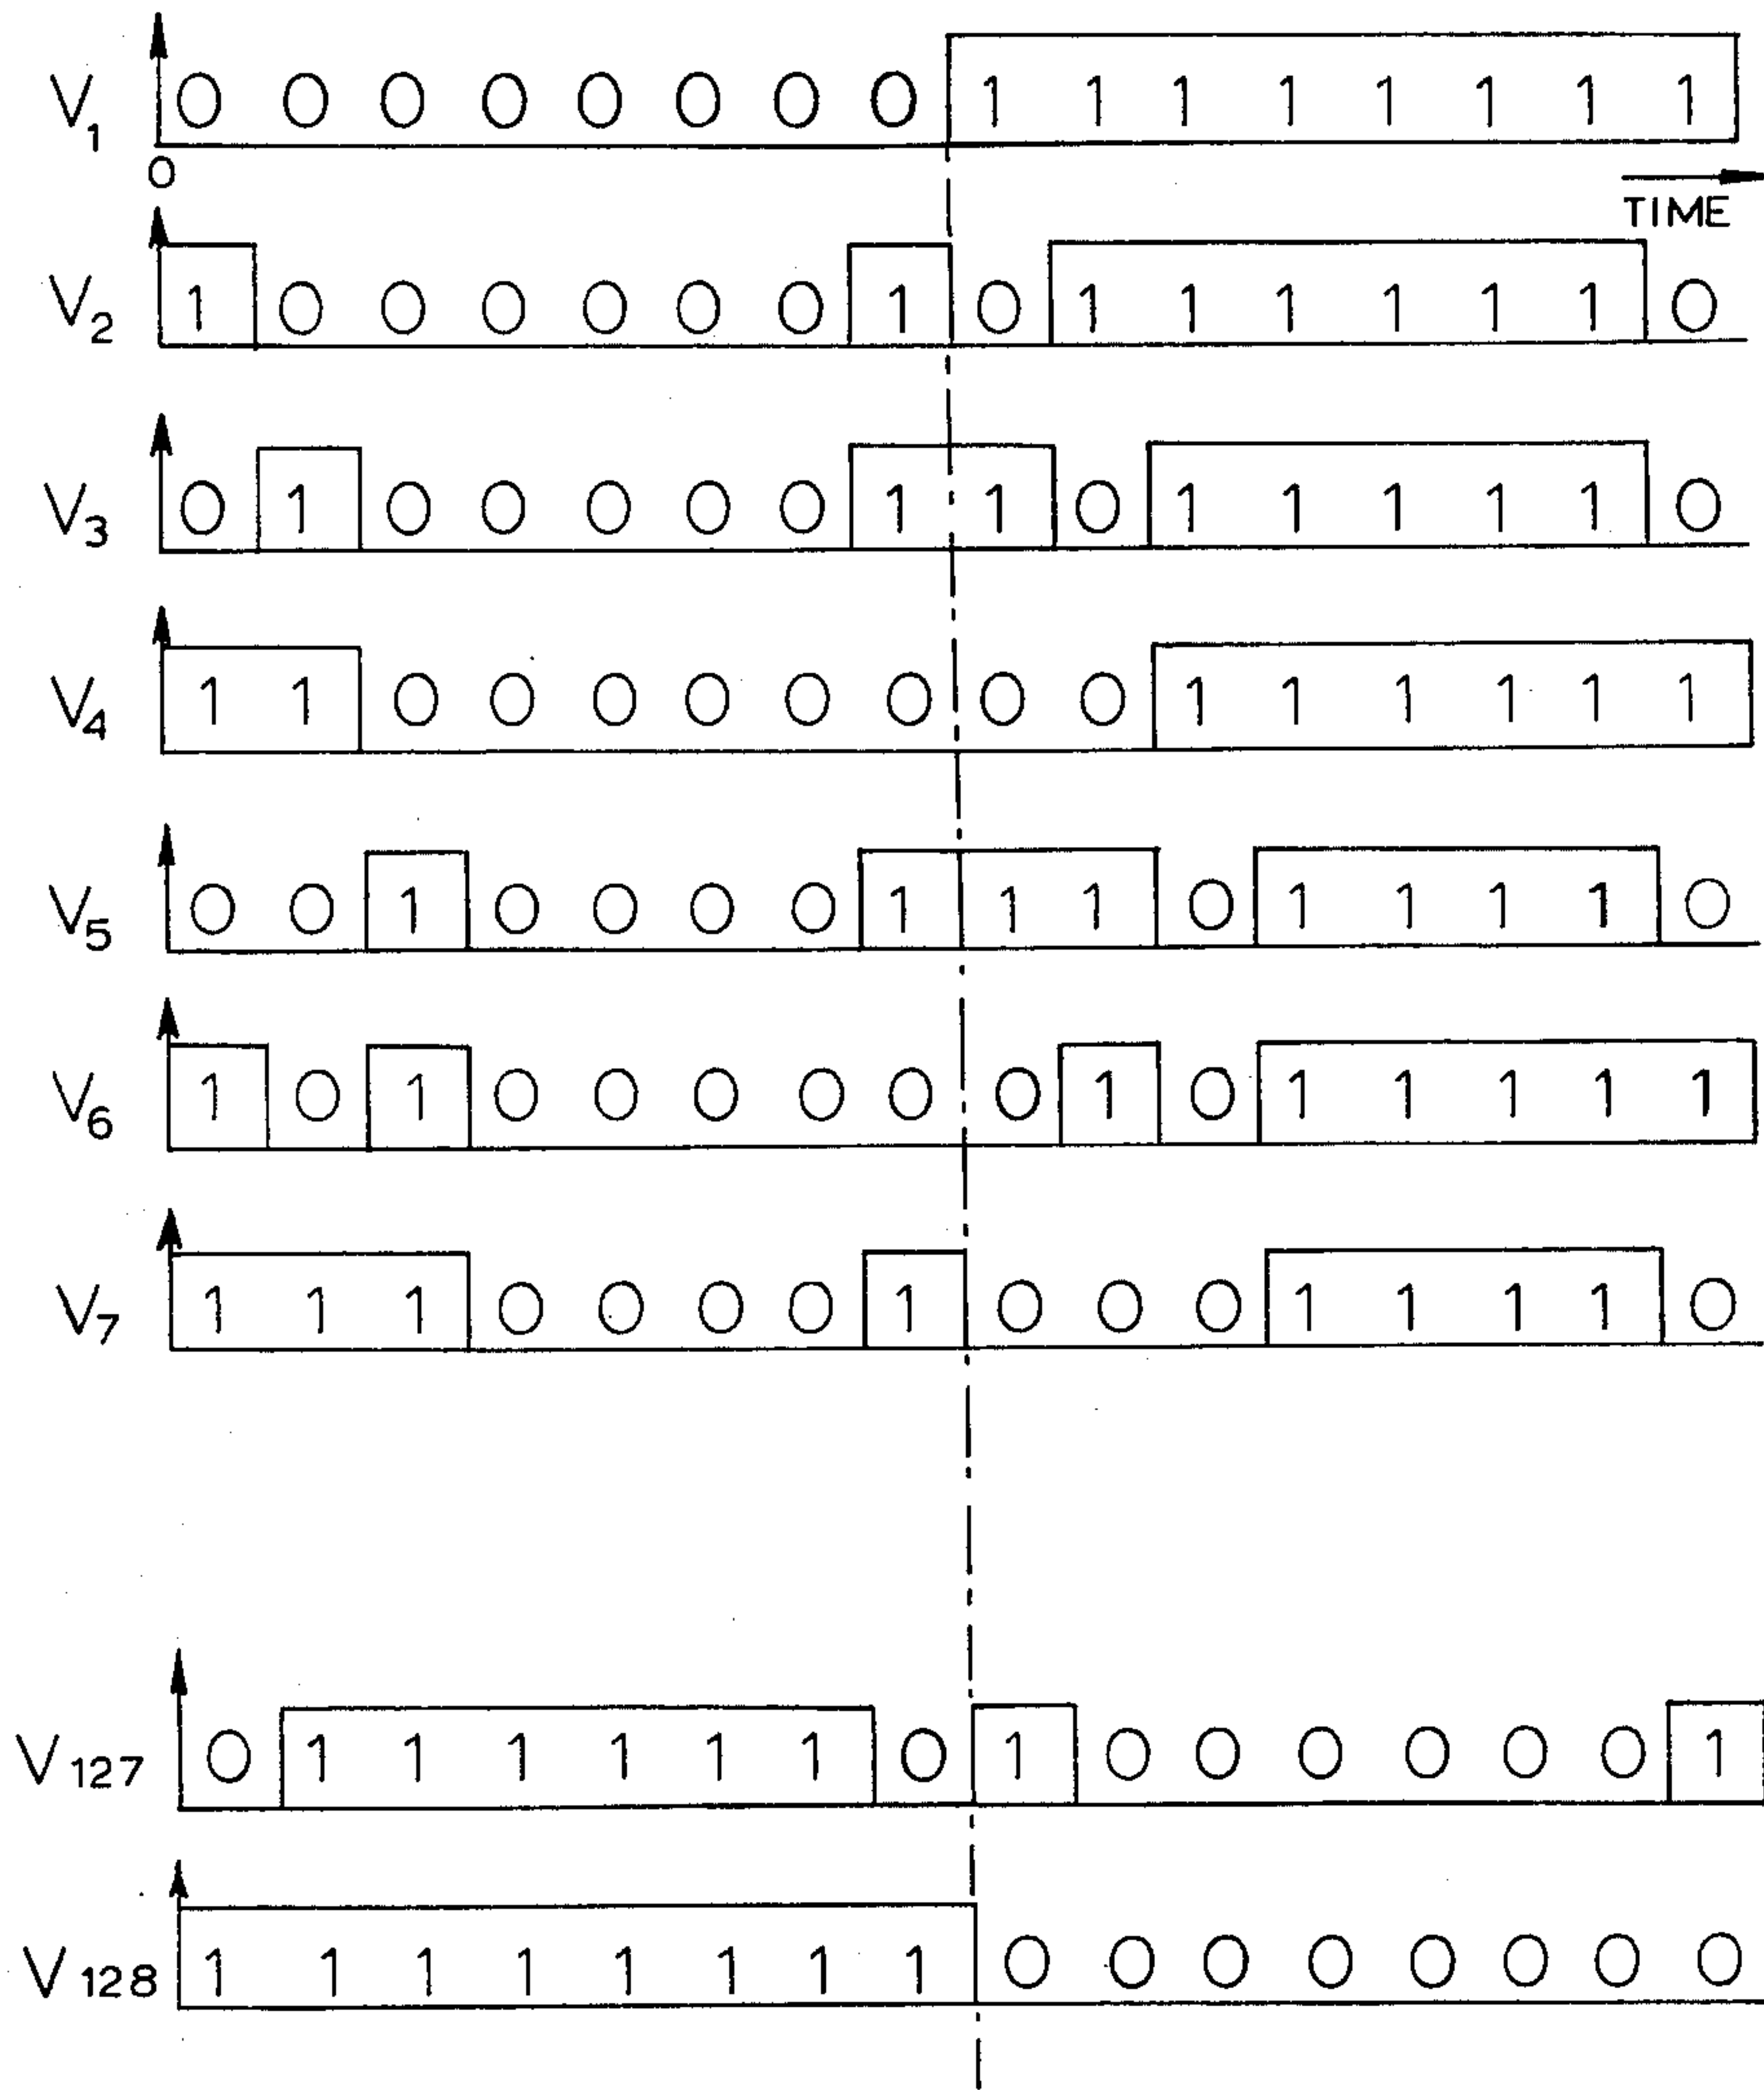 V1 0 0 0 0 0 0 0 0 1 1 1 1 1 1 1 1
0
TIME
V2 1 0 0 0 0 0 0 1 0 1 1 1 1 1 1 0
V3 0 1 0 0 0 0 0 1 1 0 1 1 1 1 1 0
V4 1 1 0 0 0 0 0 0 0 0 1 1 1 1 1 1
V5 0 0 1 0 0 0 0 1 1 1 0 1 1 1 1 0
V6 1 0 1 0 0 0 0 0 0 1 0 1 1 1 1 1
V7 1 1 1 0 0 0 0 1 0 0 0 1 1 1 1 0
V127 0 1 1 1 1 1 1 0 1 0 0 0 0 0 0 1
V128 1 1 1 1 1 1 1 1 0 0 0 0 0 0 0 0